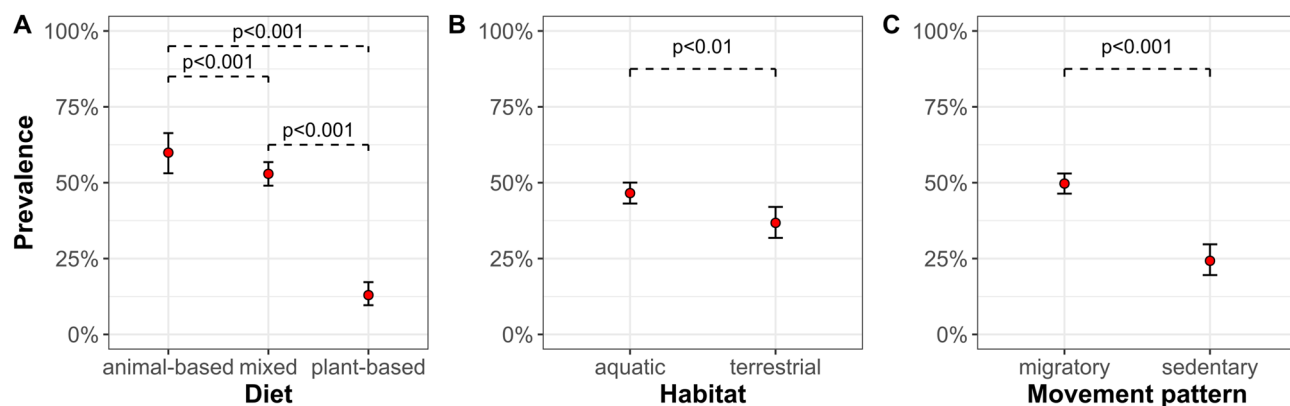 A
Prevalence
100%
75%
50%
25%
0%
p<0.001
p<0.001
p<0.001
animal-based mixed plant-based
Diet
B
100%
75%
50%
25%
0%
p<0.01
aquatic terrestrial
Habitat
C
100%
75%
50%
25%
0%
p<0.001
migratory sedentary
Movement pattern